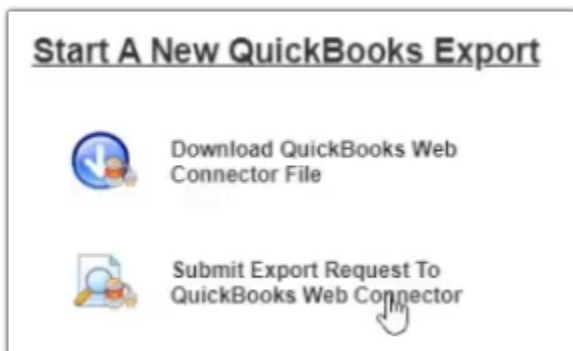 Start A New QuickBooks Export
Download QuickBooks Web
Connector File
Submit Export Request To
QuickBooks Web Connector